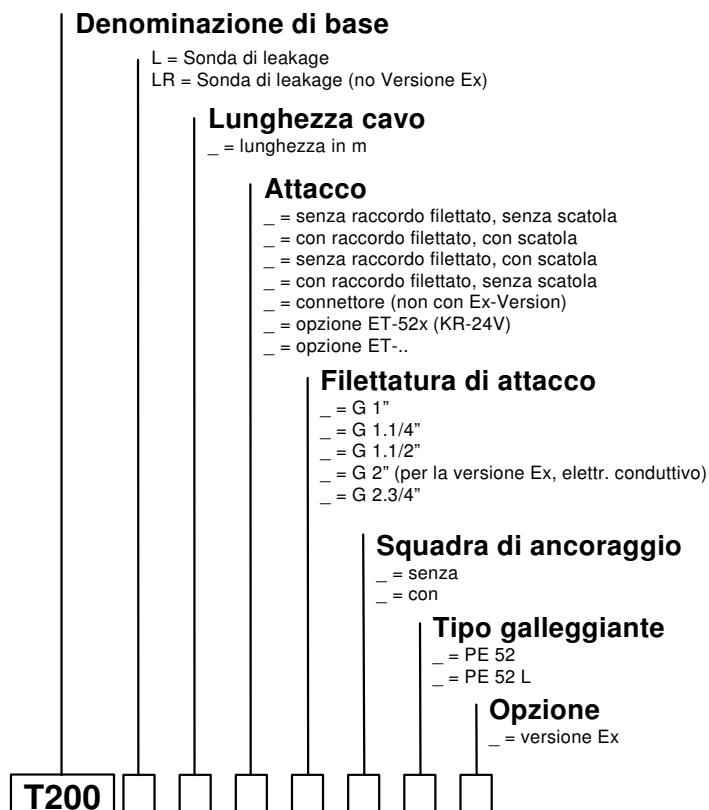 Denominazione di base
L = Sonda di leakage
LR = Sonda di leakage (no Versione Ex)
Lunghezza cavo
_ = lunghezza in m
Attacco
_ = senza raccordo filettato, senza scatola
_ = con raccordo filettato, con scatola
_ = senza raccordo filettato, con scatola
_ = con raccordo filettato, senza scatola
_ = connettore (non con Ex-Version)
_ = opzione ET-52x (KR-24V)
_ = opzione ET-..
Filettatura di attacco
_ = G 1”
_ = G 1.1/4”
_ = G 1.1/2”
_ = G 2” (per la versione Ex, elettr. conduttivo)
_ = G 2.3/4”
Squadra di ancoraggio
_ = senza
_ = con
Tipo galleggiante
_ = PE 52
_ = PE 52 L
Opzione
_ = versione Ex
T200